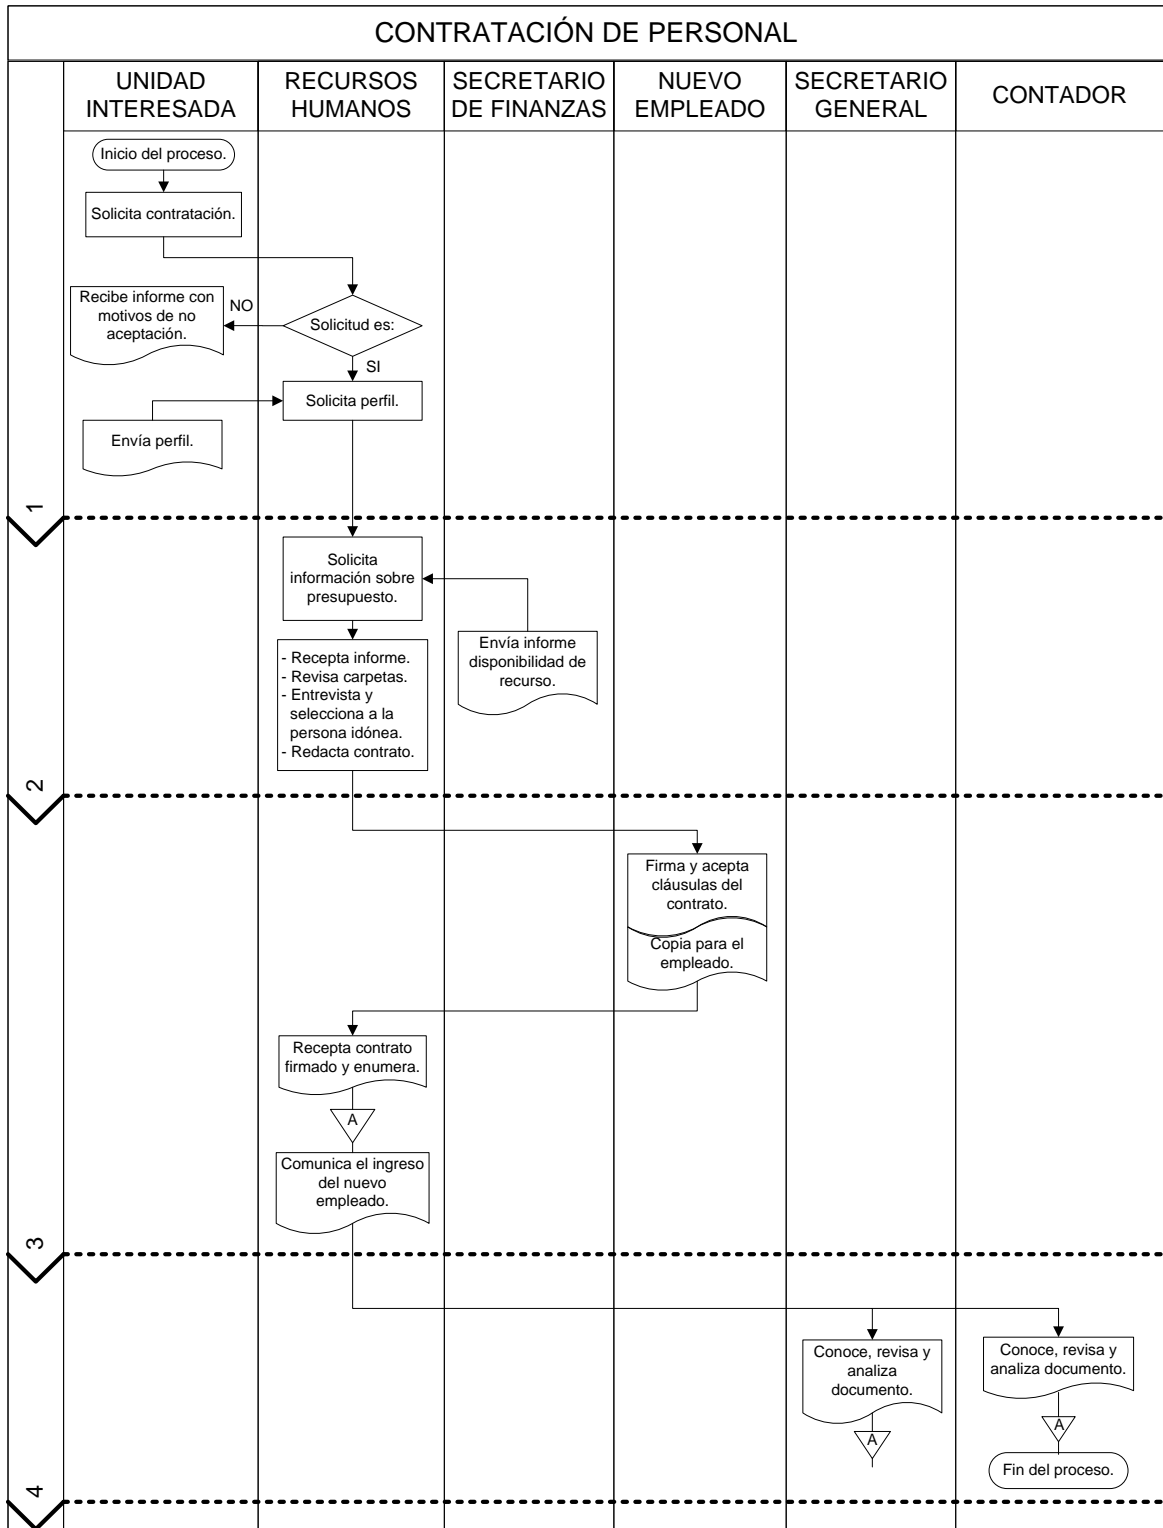 CONTRATACIÓN DE PERSONAL
UNIDAD
INTERESADA
RECURSOS
HUMANOS
SECRETARIO
DE FINANZAS
NUEVO
EMPLEADO
SECRETARIO
GENERAL
CONTADOR
Inicio del proceso.
Solicita contratación.
Recibe informe con
motivos de no
aceptación.
NO
Solicitud es:
SI
Solicita perfil.
Envía perfil.
1
Solicita
información sobre
presupuesto.
Envía informe
disponibilidad de
recurso.
- Recepta informe.
- Revisa carpetas.
- Entrevista y
selecciona a la
persona idónea.
- Redacta contrato.
2
Firma y acepta
cláusulas del
contrato.
Copia para el
empleado.
Recepta contrato
firmado y enumera.
A
Comunica el ingreso
del nuevo
empleado.
3
Conoce, revisa y
analiza
documento.
A
Conoce, revisa y
analiza documento.
A
Fin del proceso.
4